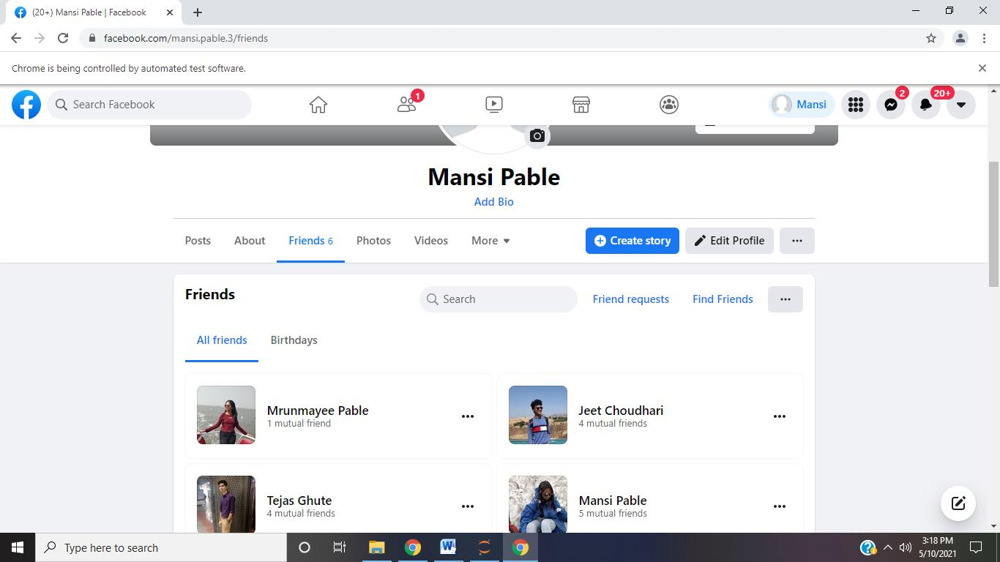 (20+) Mansi Pable | Facebook
facebook.com/mansi.pable.3/friends
Chrome is being controlled by automated test software.
Search Facebook
1
Mansi
2
20+
Mansi Pable
Add Bio
Posts About Friends 6 Photos Videos More Create story Edit Profile
Friends Search Friend requests Find Friends
All friends Birthdays
Mrunmayee Pable
1 mutual friend
Jeet Choudhari
4 mutual friends
Tejas Ghute
4 mutual friends
Mansi Pable
5 mutual friends
Type here to search
3:18 PM
5/10/2021